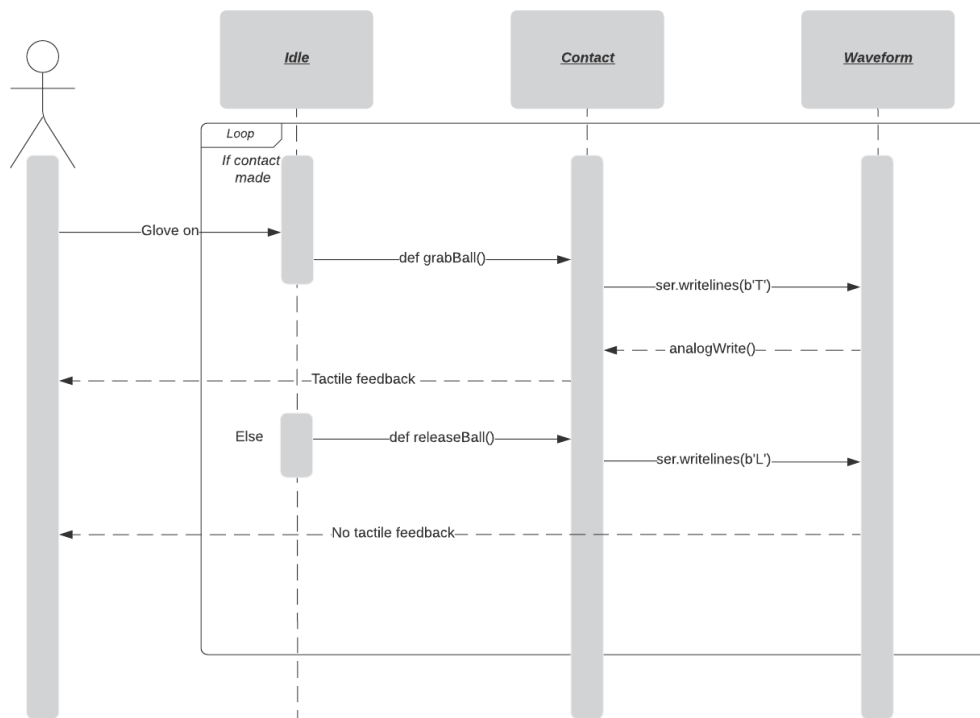 Idle
Contact
Waveform
Loop
If contact
made
Glove on
def grabBall()
ser.writelines(b'T')
analogWrite()
Tactile feedback
Else
def releaseBall()
ser.writelines(b'L')
No tactile feedback